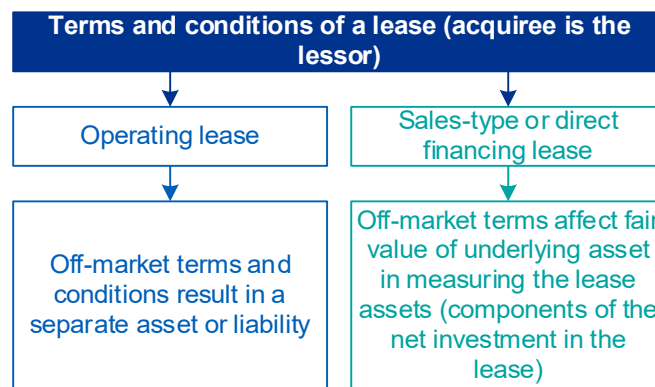 Terms and conditions of a lease (acquiree is the
lessor)
Operating lease
Sales-type or direct
financing lease
Off-market terms and
conditions result in a
separate asset or liability
Off-market terms affect fair
value of underlying asset
in measuring the lease
assets (components of the
net investment in the
lease)